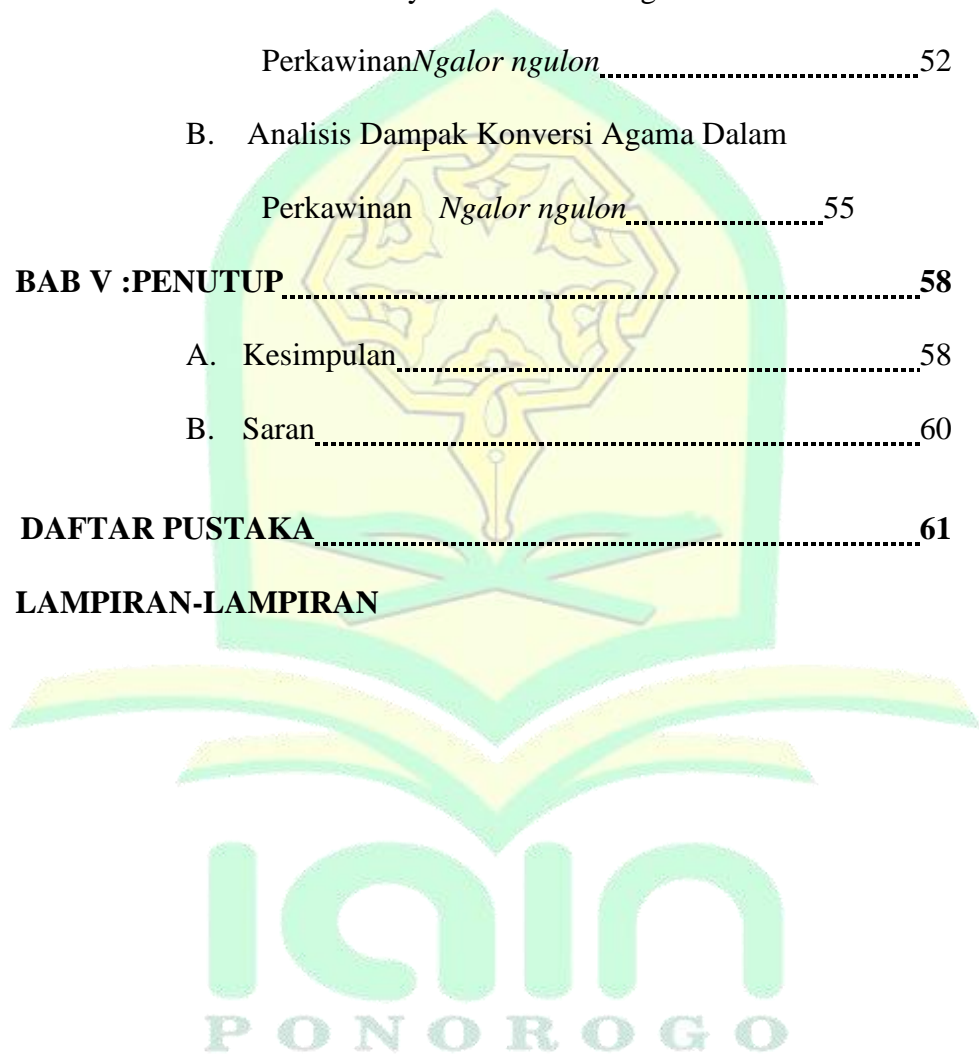 Perkawinan Ngalor ngulon 52
B. Analisis Dampak Konversi Agama Dalam
Perkawinan Ngalor ngulon 55
BAB V :PENUTUP 58
A. Kesimpulan 58
B. Saran 60
DAFTAR PUSTAKA 61
LAMPIRAN-LAMPIRAN
iain
PONOROGO